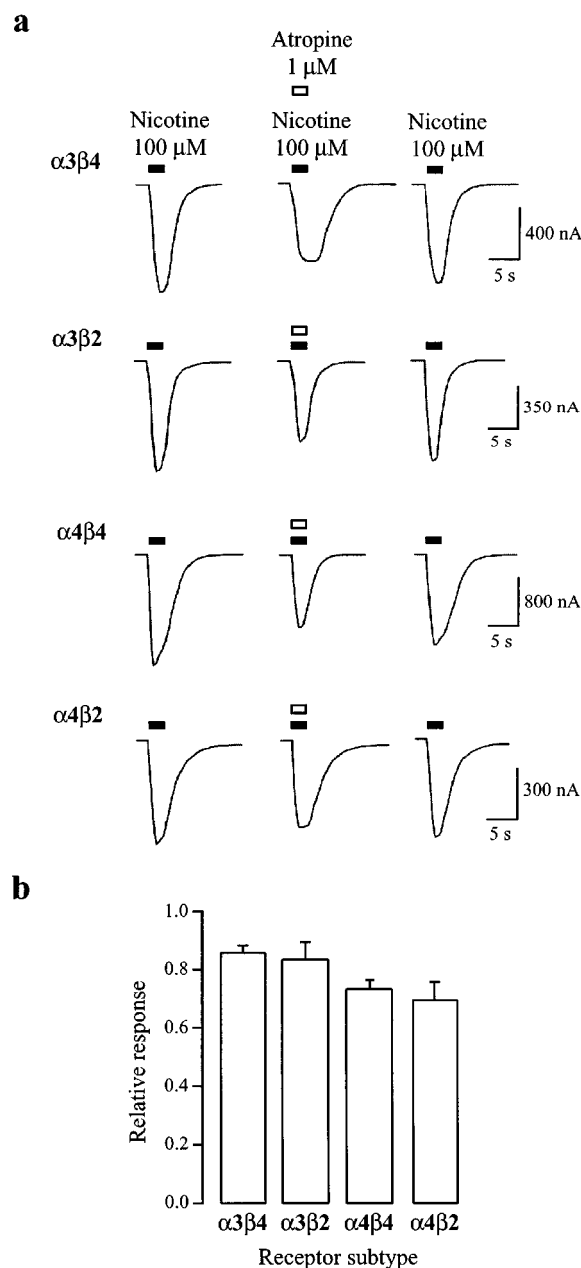 a
Atropine
1 μM
Nicotine Nicotine Nicotine
100 μM 100 μM 100 μM
α3β4
400 nA
5 s
α3β2
350 nA
5 s
α4β4
800 nA
5 s
α4β2
300 nA
5 s
b
1.0
0.8
0.6
0.4
0.2
0.0
Relative response
α3β4 α3β2 α4β4 α4β2
Receptor subtype